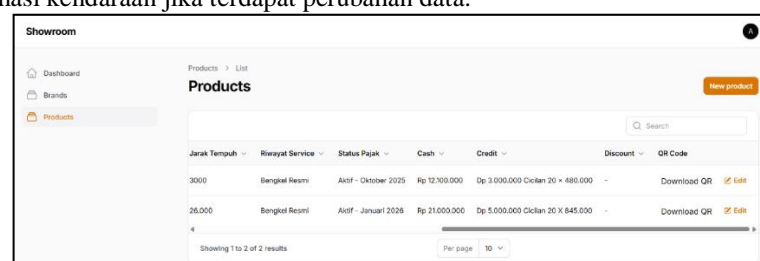 masi kendaraan jika terdapat perubahan data.
Showroom
A
Dashboard
Brands
Products
Products > List
Products
New product
Search
Jarak Tempuh Riwayat Service Status Pajak Cash Credit Discount QR Code
3000 Bengkel Resmi Aktif - Oktober 2025 Rp 12.100.000 Dp 3.000.000 Cicilan 20 × 480.000 - Download QR Edit
26.000 Bengkel Resmi Aktif - Januari 2026 Rp 21.000.000 Dp 5.000.000 Cicilan 20 X 845.000 - Download QR Edit
Showing 1 to 2 of 2 results
Per page 10